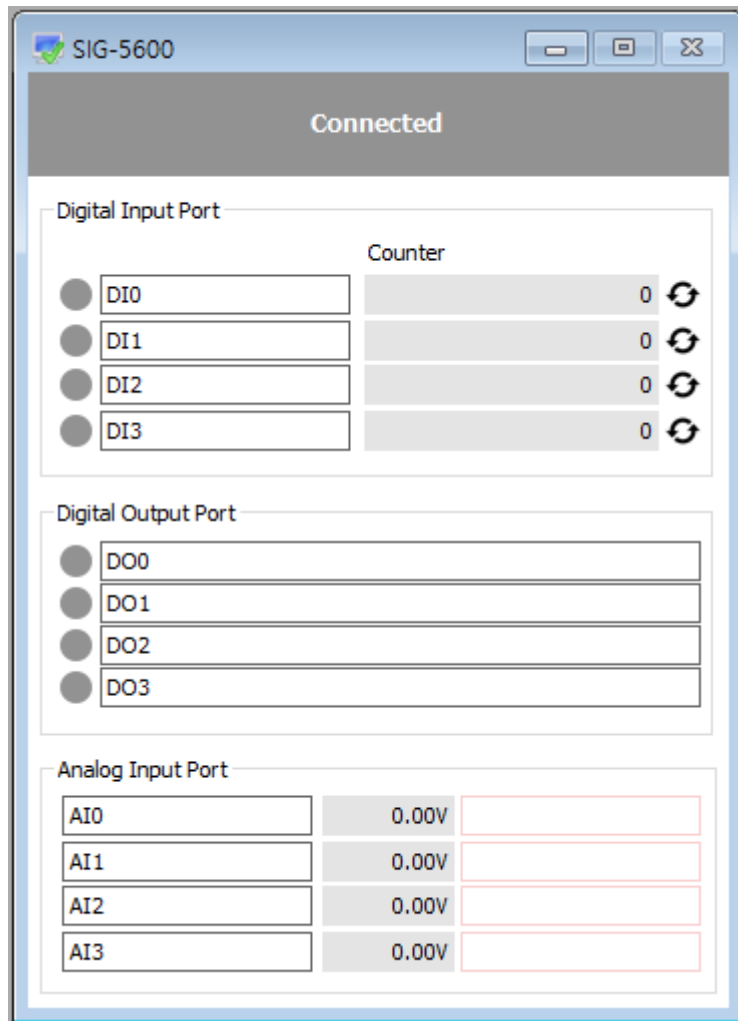 SIG-5600
Connected
Digital Input Port
Counter
DI0 0
DI1 0
DI2 0
DI3 0
Digital Output Port
DO0
DO1
DO2
DO3
Analog Input Port
AI0 0.00V
AI1 0.00V
AI2 0.00V
AI3 0.00V